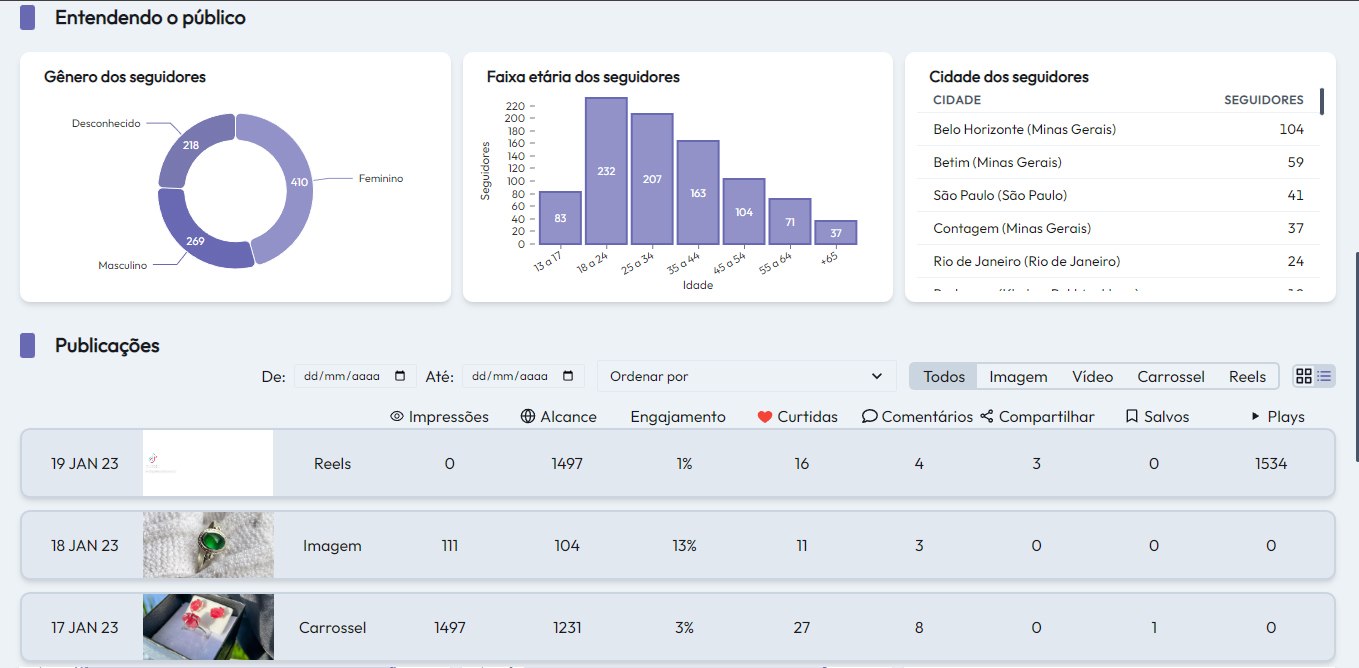 Entendendo o público
Gênero dos seguidores
Desconhecido
218
410
Feminino
269
Masculino
Faixa etária dos seguidores
Seguidores
220
200
180
160
140
120
100
80
60
40
20
0
83
232
207
163
104
71
37
13 a 17
18 a 24
25 a 34
35 a 44
45 a 54
55 a 64
+65
Idade
Cidade dos seguidores
CIDADE SEGUIDORES
Belo Horizonte (Minas Gerais) 104
Betim (Minas Gerais) 59
São Paulo (São Paulo) 41
Contagem (Minas Gerais) 37
Rio de Janeiro (Rio de Janeiro) 24
Publicações
De: dd/mm/aaaa Até: dd/mm/aaaa Ordenar por Todos Imagem Vídeo Carrossel Reels
Impressões Alcance Engajamento Curtidas Comentários Compartilhar Salvos Plays
19 JAN 23 Reels 0 1497 1% 16 4 3 0 1534
18 JAN 23 Imagem 111 104 13% 11 3 0 0 0
17 JAN 23 Carrossel 1497 1231 3% 27 8 0 1 0